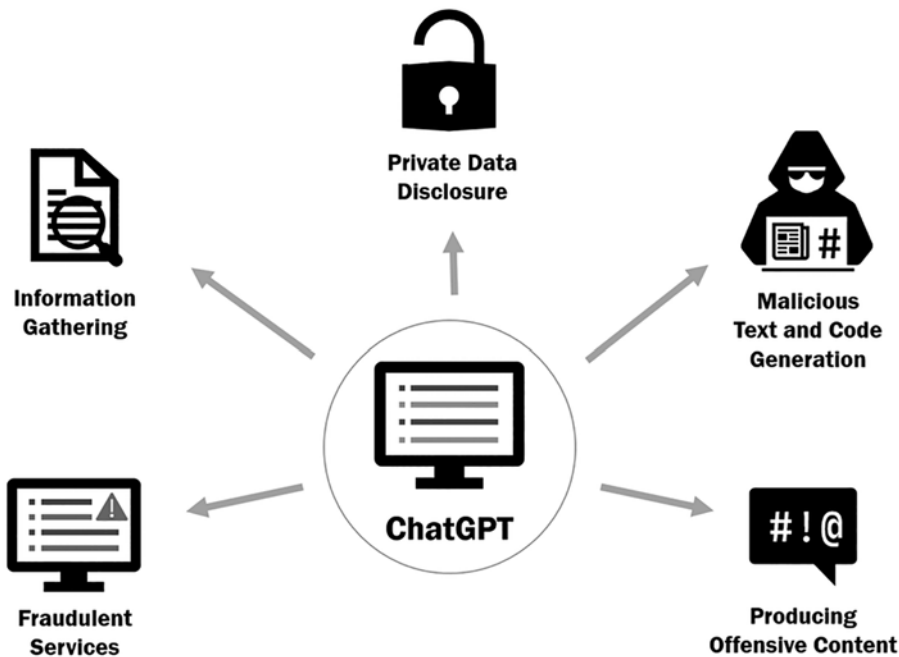 Private Data
Disclosure
Information
Gathering
#
Malicious
Text and Code
Generation
ChatGPT
!
Fraudulent
Services
#!@
Producing
Offensive Content